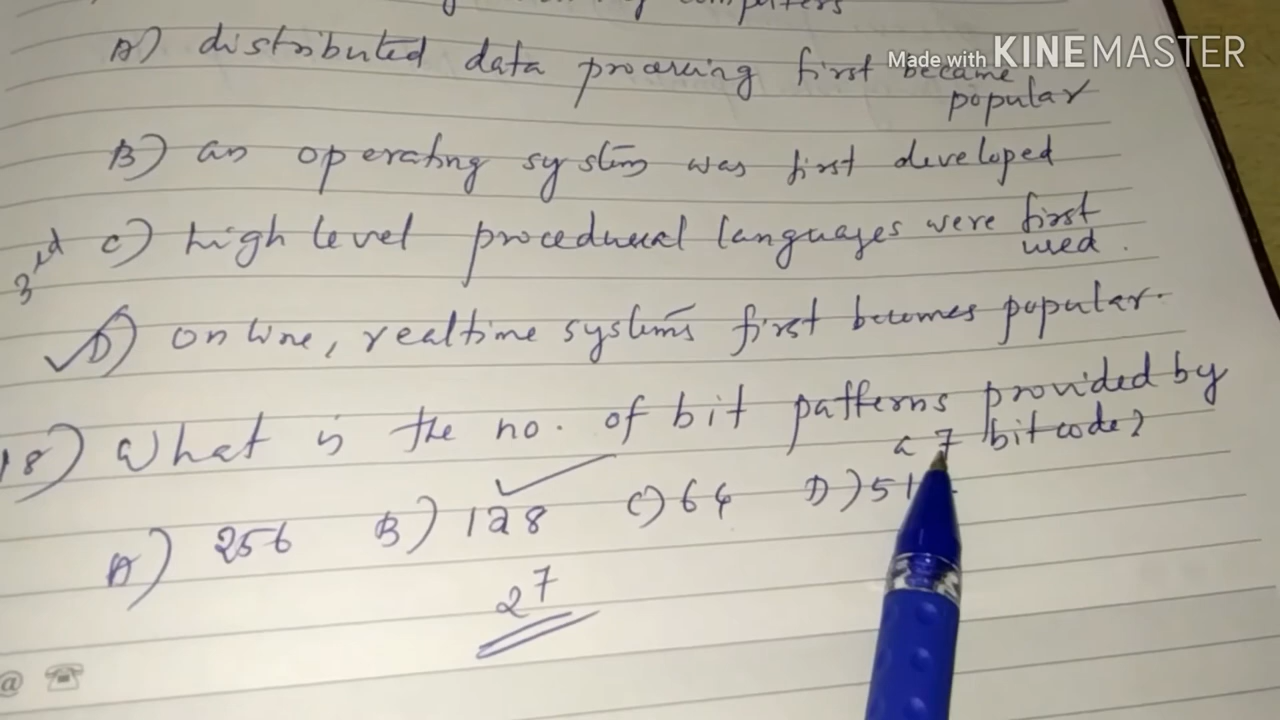 computers
Made with KINEMASTER
A) distributed data processing first became
popular
B) an operating system was first developed
3rd C) high level procedural languages were first
used.
D) online, realtime systems first becomes popular.
18) What is the no. of bit patterns provided by
a 7 bit code?
A) 256 B) 128 C) 64 D) 51
2^7
@